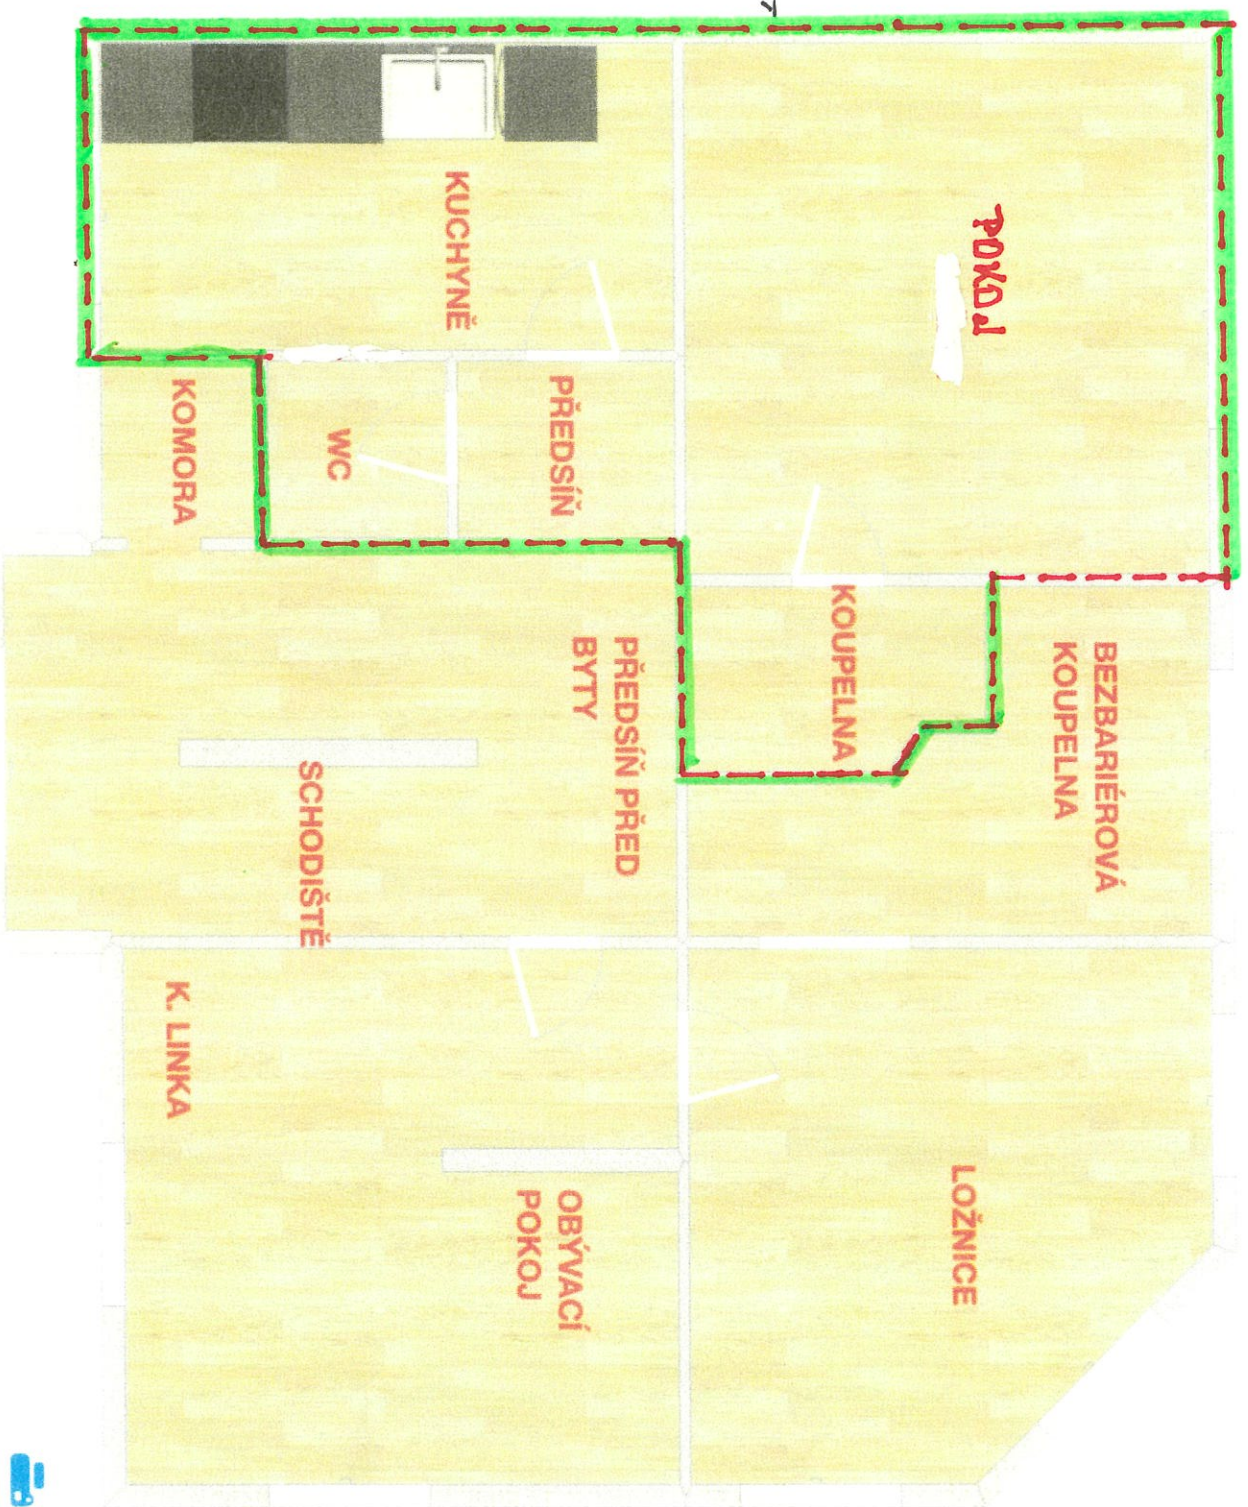 POKOJ
KUCHYNĚ
PŘEDSÍŇ
WC
KOMORA
KOUPELNA
BEZBARIÉROVÁ
KOUPELNA
PŘEDSÍŇ PŘED
BYTY
SCHODIŠTĚ
K. LINKA
OBÝVACÍ
POKOJ
LOŽNICE